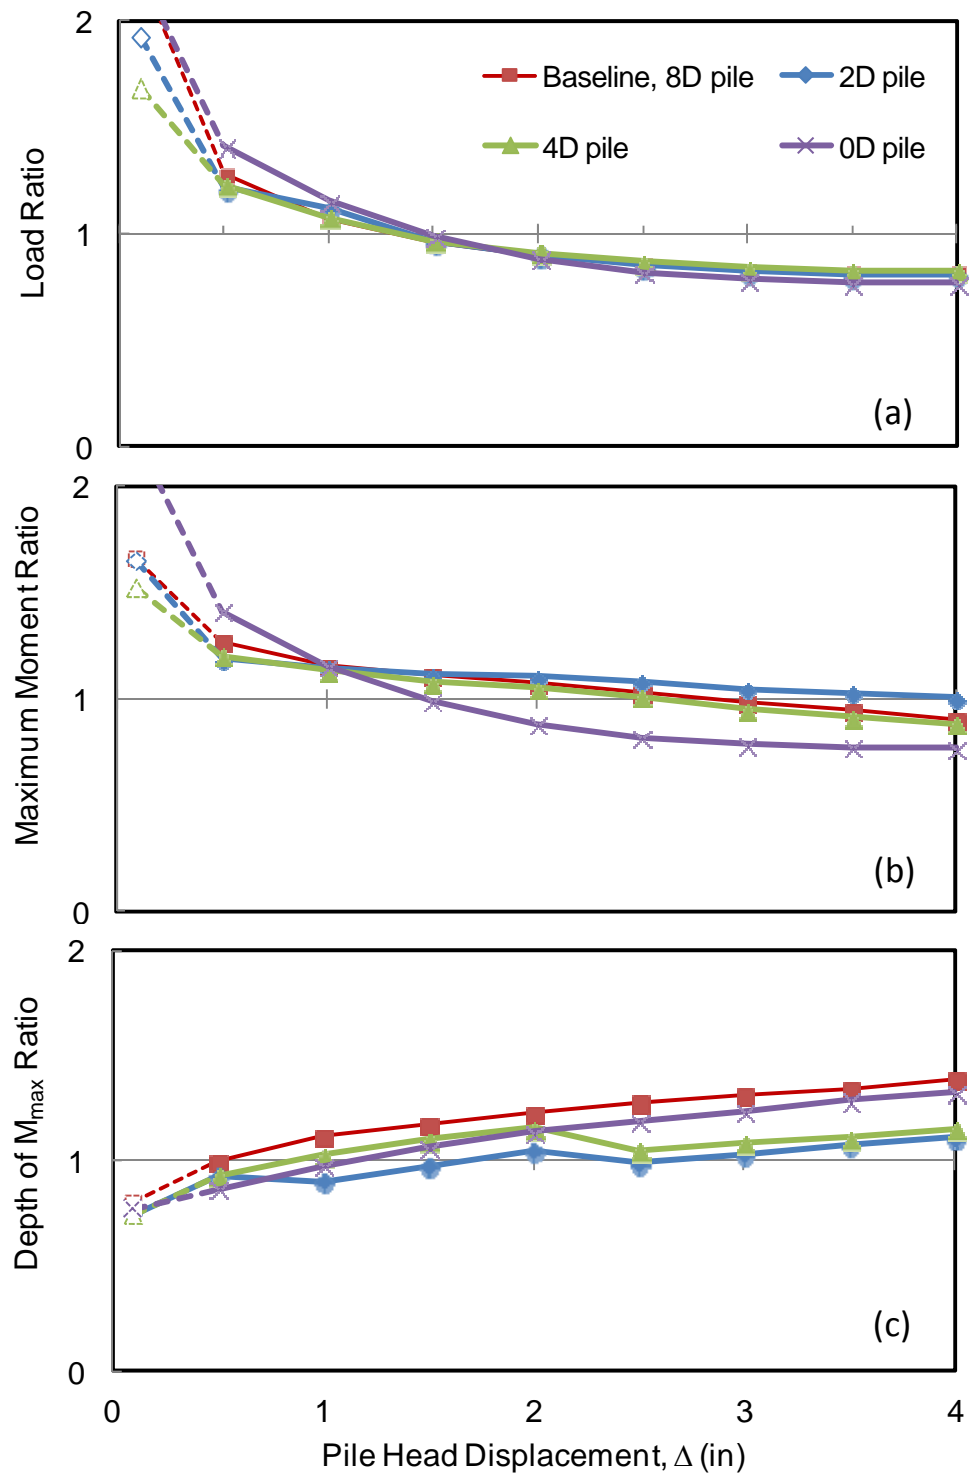 2
Baseline, 8D pile
2D pile
4D pile
0D pile
Load Ratio
1
(a)
0
2
Maximum Moment Ratio
1
(b)
0
2
Depth of Mmax Ratio
1
(c)
0
0 1 2 3 4
Pile Head Displacement, Δ (in)